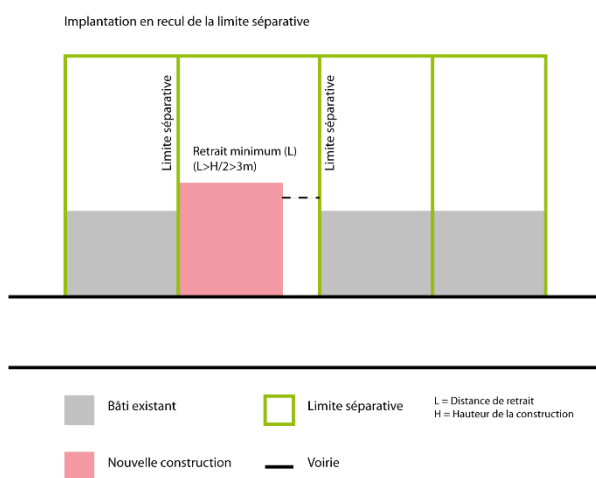 Implantation en recul de la limite séparative
Limite séparative
Retrait minimum (L)
(L>H/2>3m)
Limite séparative
Bâti existant
Limite séparative
L = Distance de retrait
H = Hauteur de la construction
Nouvelle construction
Voirie